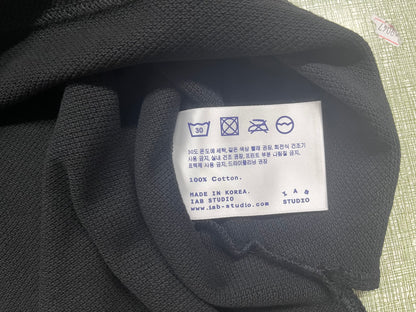 30
30도 온도에 세탁, 같은 색상 빨래 권장, 회전식 건조기
사용 금지, 실내 건조 권장, 프린트 부분 다림질 금지,
표백제 사용 금지, 드라이클리닝 권장
100% Cotton.
MADE IN KOREA.
IAB STUDIO
www.iab-studio.com
I A B
STUDIO